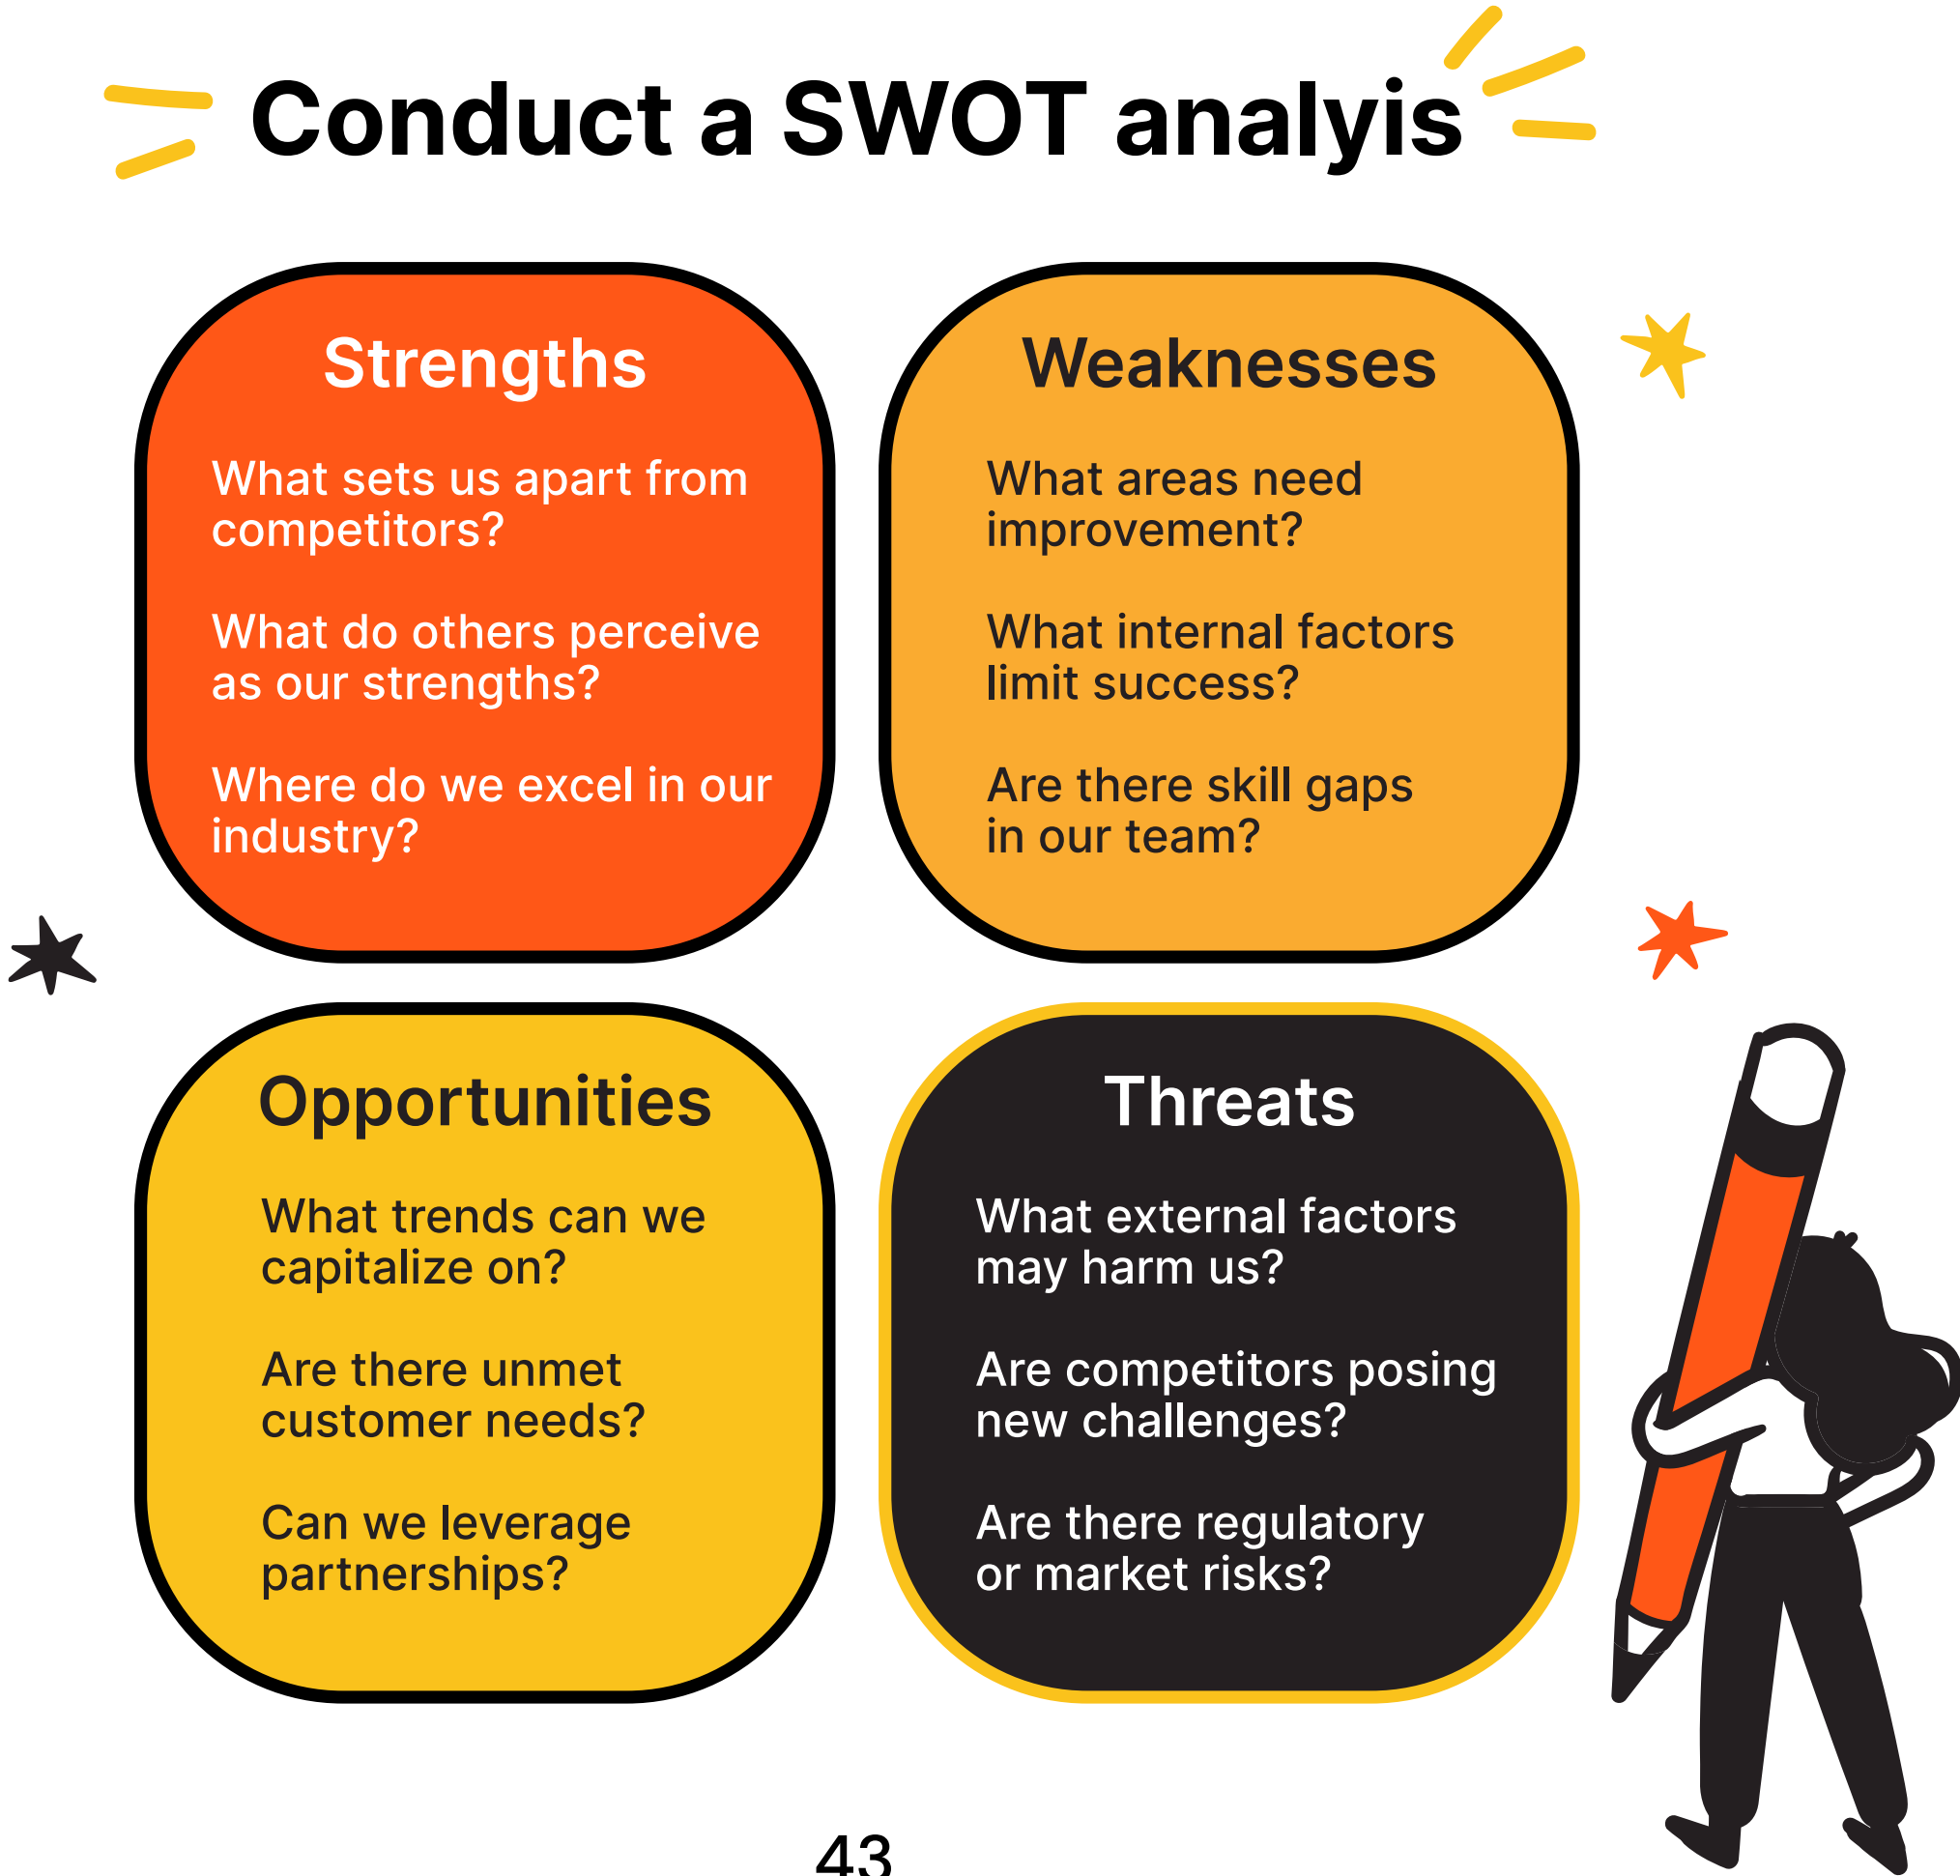 Conduct a SWOT analyis
Strengths
What sets us apart from
competitors?
What do others perceive
as our strengths?
Where do we excel in our
industry?
Weaknesses
What areas need
improvement?
What internal factors
limit success?
Are there skill gaps
in our team?
Opportunities
What trends can we
capitalize on?
Are there unmet
customer needs?
Can we leverage
partnerships?
Threats
What external factors
may harm us?
Are competitors posing
new challenges?
Are there regulatory
or market risks?
43